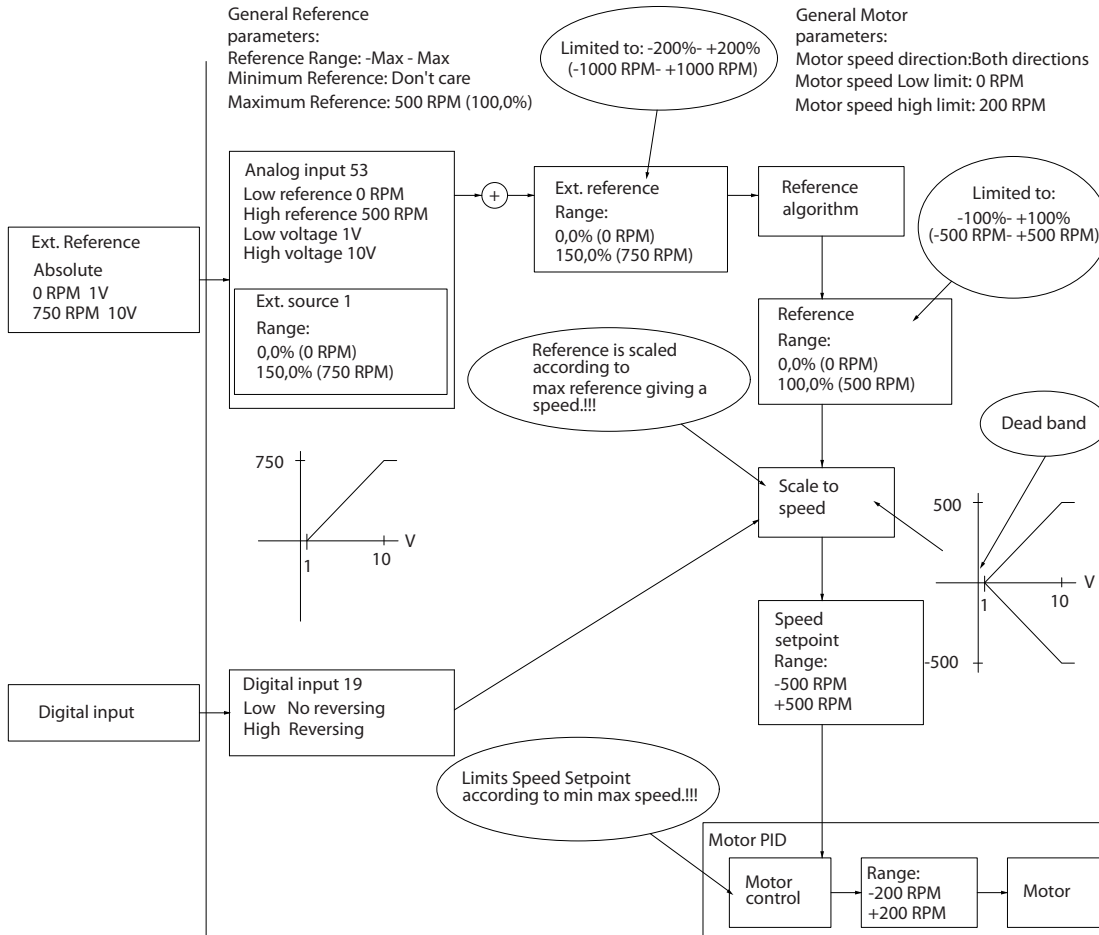 General Reference
parameters:
Reference Range: -Max - Max
Minimum Reference: Don't care
Maximum Reference: 500 RPM (100,0%)
Limited to: -200%- +200%
(-1000 RPM- +1000 RPM)
General Motor
parameters:
Motor speed direction:Both directions
Motor speed Low limit: 0 RPM
Motor speed high limit: 200 RPM
Ext. Reference
Absolute
0 RPM 1V
750 RPM 10V
Analog input 53
Low reference 0 RPM
High reference 500 RPM
Low voltage 1V
High voltage 10V
Ext. source 1
Range:
0,0% (0 RPM)
150,0% (750 RPM)
+
Ext. reference
Range:
0,0% (0 RPM)
150,0% (750 RPM)
Reference
algorithm
Limited to:
-100%- +100%
(-500 RPM- +500 RPM)
Reference
Range:
0,0% (0 RPM)
100,0% (500 RPM)
Reference is scaled
according to
max reference giving a
speed.!!!
Dead band
750
V
1
10
Scale to
speed
500
V
1
10
-500
Speed
setpoint
Range:
-500 RPM
+500 RPM
Digital input
Digital input 19
Low No reversing
High Reversing
Limits Speed Setpoint
according to min max speed.!!!
Motor PID
Motor
control
Range:
-200 RPM
+200 RPM
Motor